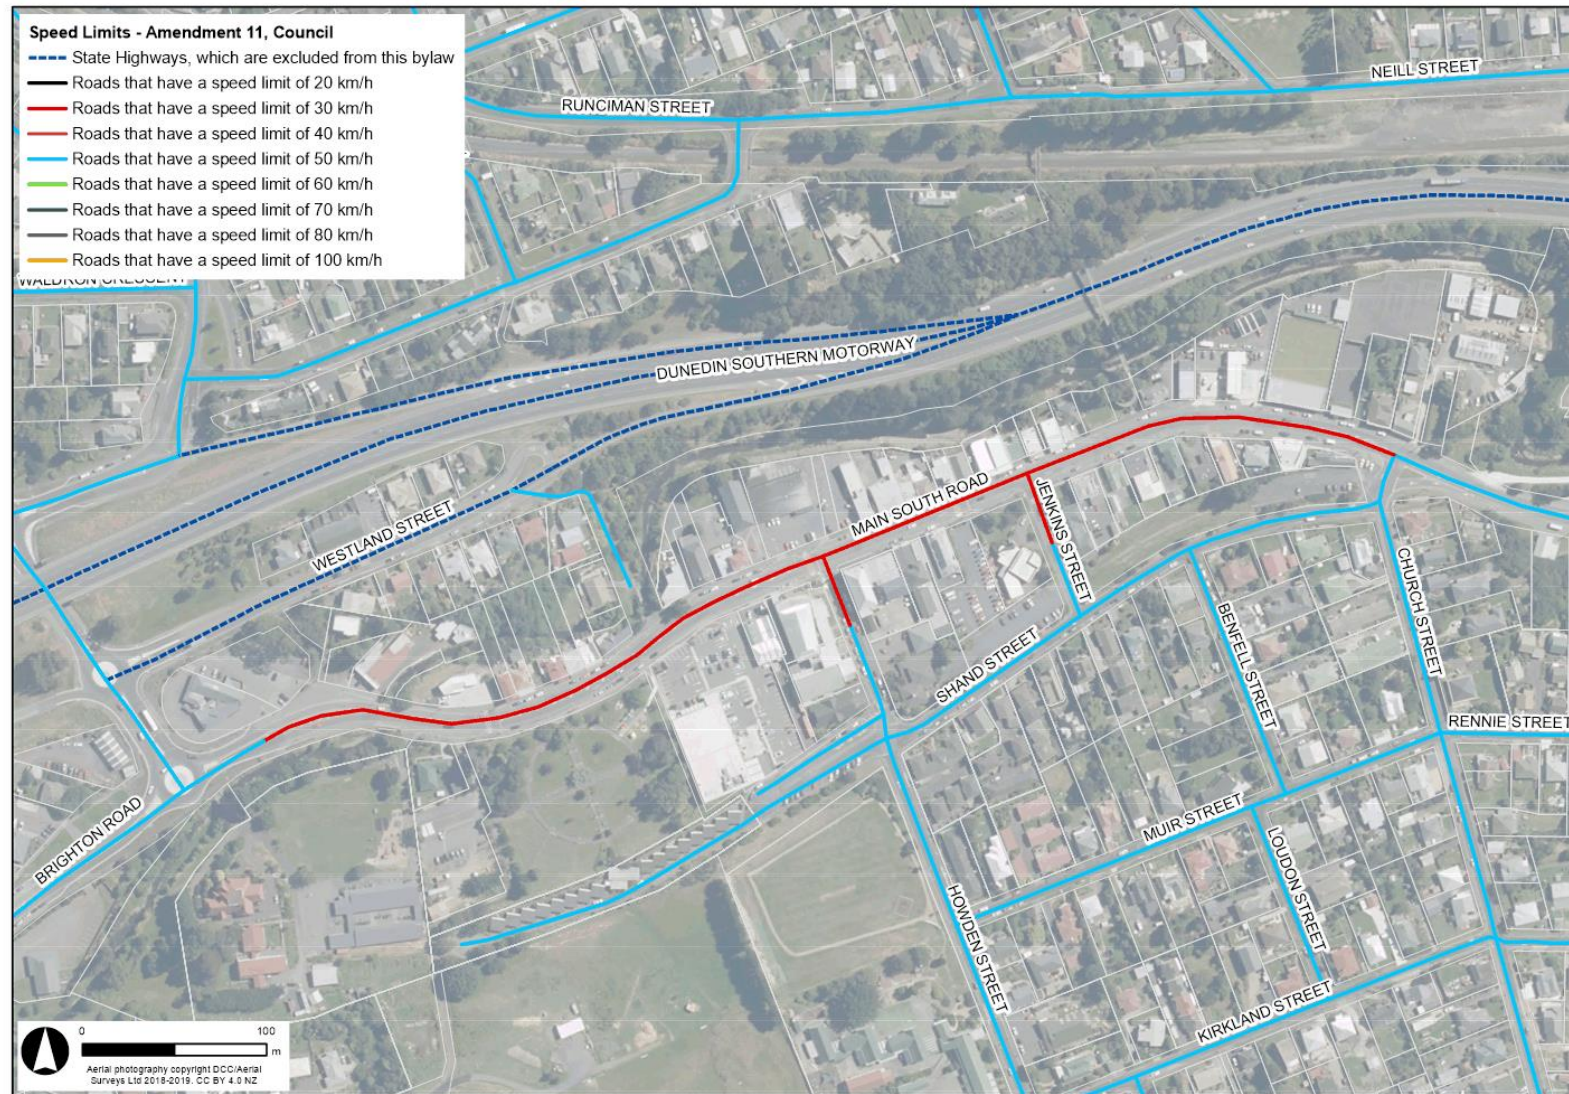 Speed Limits - Amendment 11, Council
State Highways, which are excluded from this bylaw
Roads that have a speed limit of 20 km/h
Roads that have a speed limit of 30 km/h
Roads that have a speed limit of 40 km/h
Roads that have a speed limit of 50 km/h
Roads that have a speed limit of 60 km/h
Roads that have a speed limit of 70 km/h
Roads that have a speed limit of 80 km/h
Roads that have a speed limit of 100 km/h
NEILL STREET
RUNCIMAN STREET
WALDRON CRESCENT
DUNEDIN SOUTHERN MOTORWAY
WESTLAND STREET
MAIN SOUTH ROAD
JENKINS STREET
CHURCH STREET
BENFELL STREET
SHAND STREET
RENNIE STREET
BRIGHTON ROAD
MUIR STREET
LOUDON STREET
HOWDEN STREET
KIRKLAND STREET
0 100
m
Aerial photography copyright DCC/Aerial
Surveys Ltd 2018-2019. CC BY 4.0 NZ